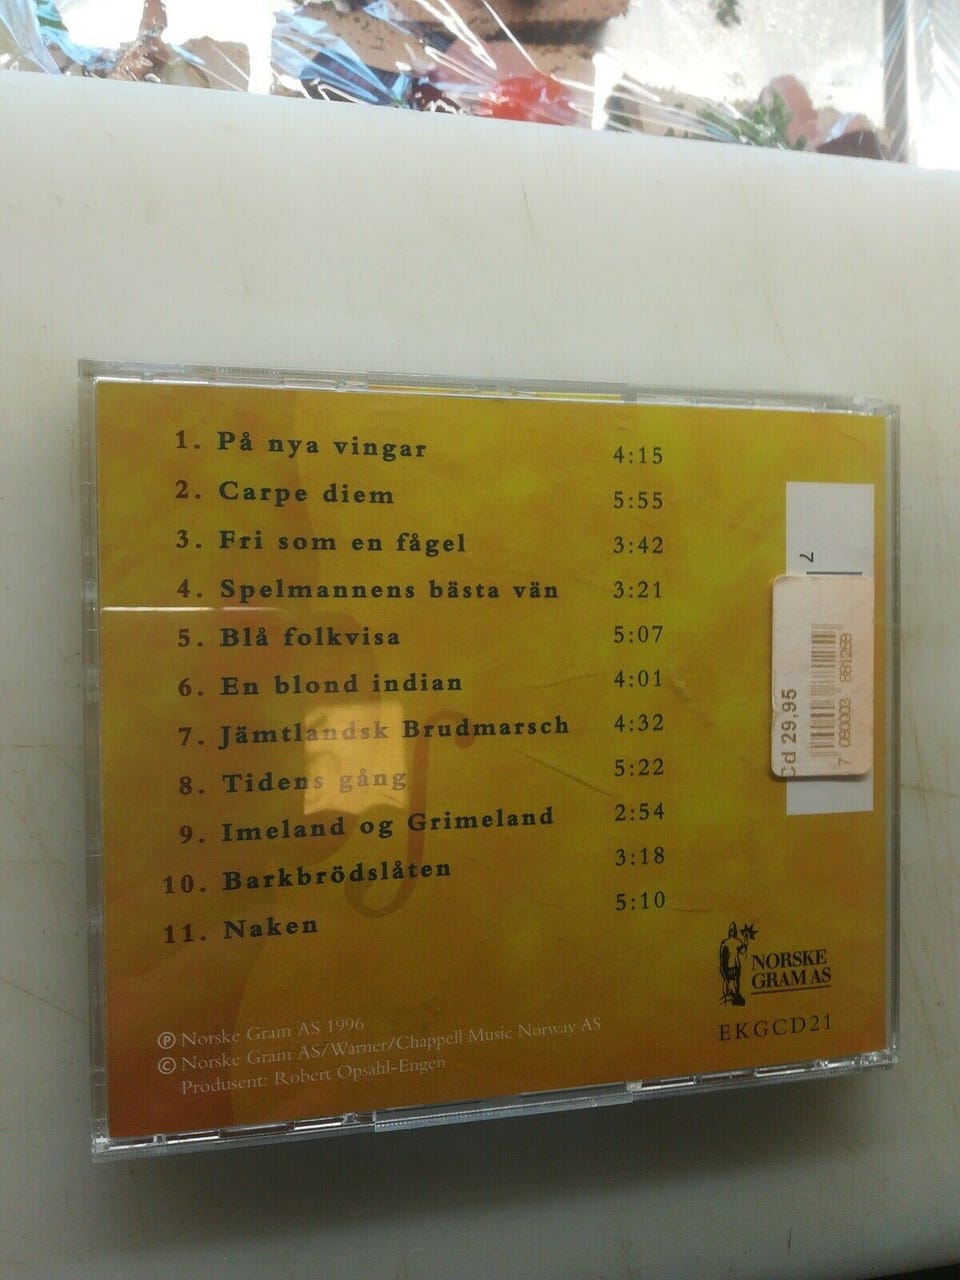 1. På nya vingar 4:15
2. Carpe diem 5:55
3. Fri som en fågel 3:42
4. Spelmannens bästa vän 3:21
5. Blå folkvisa 5:07
6. En blond indian 4:01
7. Jämtlandsk Brudmarsch 4:32
8. Tidens gång 5:22
9. Imeland og Grimeland 2:54
10. Barkbrödslåten 3:18
11. Naken 5:10
7
Cd 29,95
7 090003 881259
NORSKE
GRAM AS
EKGCD21
Ⓟ Norske Gram AS 1996
© Norske Gram AS/Warner/Chappell Music Norway AS
Produsent: Robert Opsahl-Engen